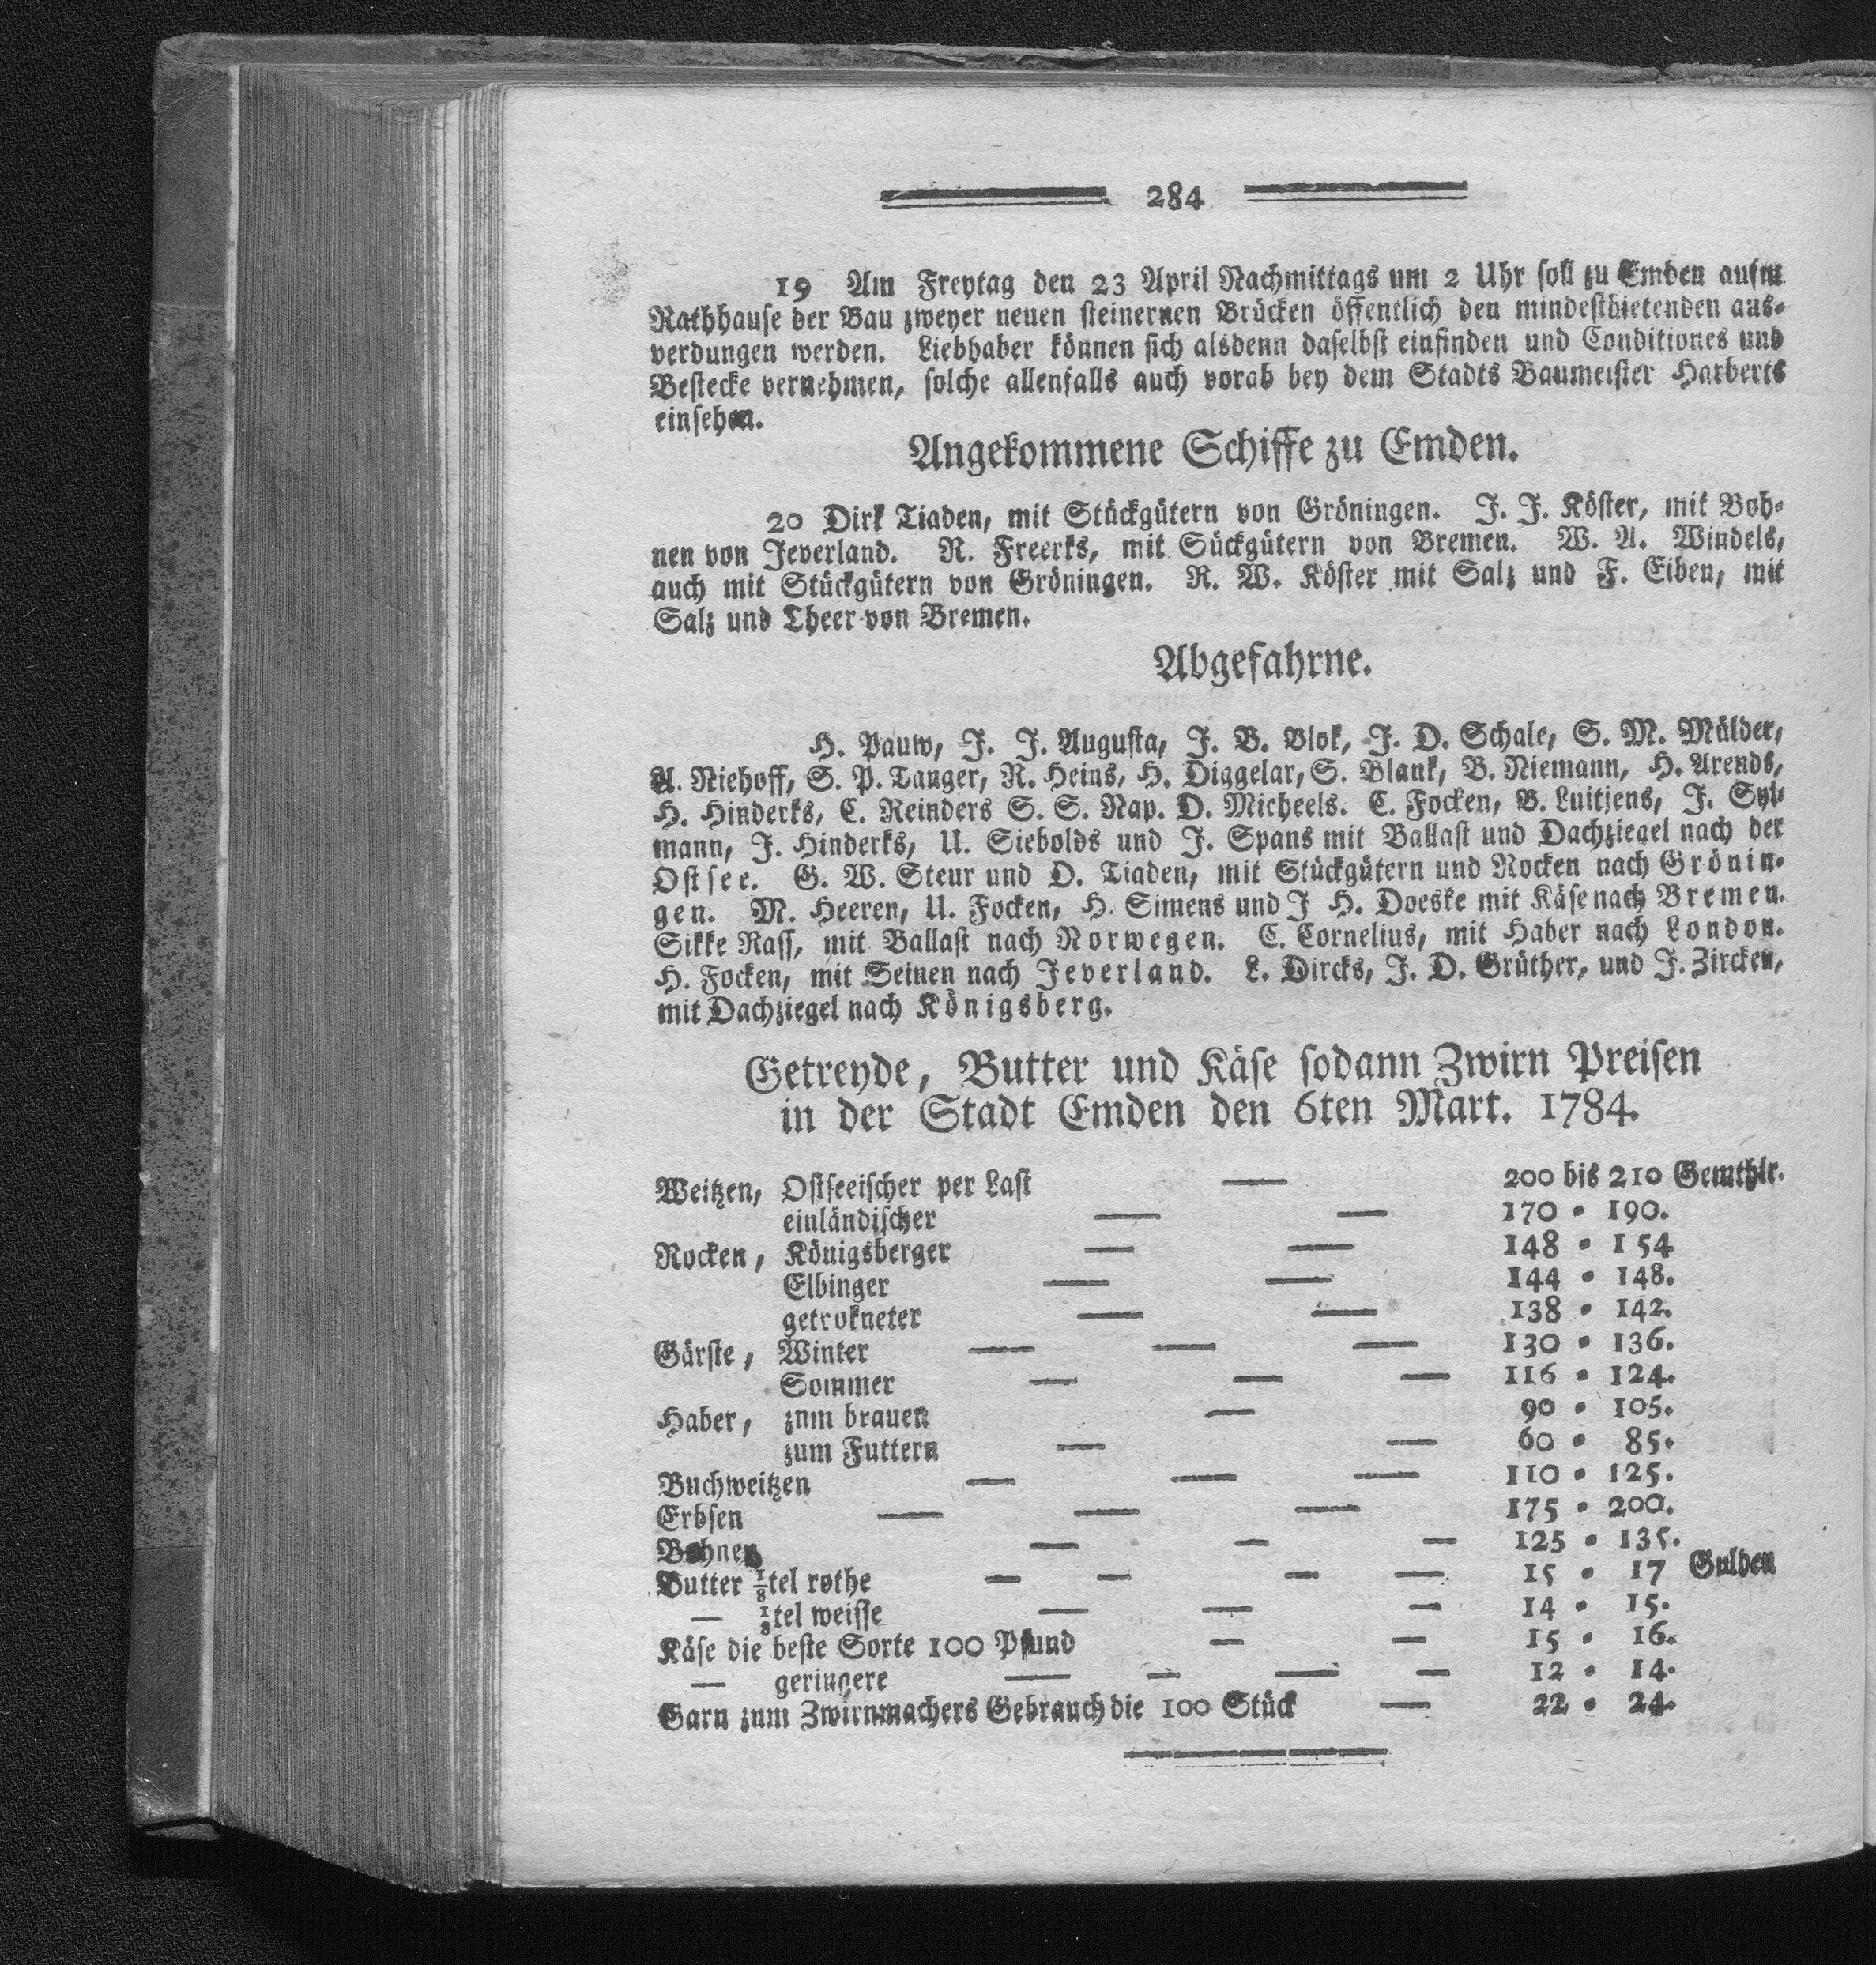 284
19 Am Freytag den 23 April Nachmittags um 2 Uhr soll zu Emden aufm
Rathhause der Bau zweyer neuen steinernen Brücken öffentlich den mindestbietenden aus-
verdungen werden. Liebhaber können sich alsdenn daselbst einfinden und Conditiones und
Bestecke vernehmen, solche allenfalls auch vorab bey dem Stadts Baumeister Harberts
einsehen.
Angekommene Schiffe zu Emden.
20 Dirk Tiaden, mit Stückgütern von Gröningen. J. J. Köster, mit Boh-
nen von Jeverland. R. Freerks, mit Sückgütern von Bremen. W. A. Windels,
auch mit Stückgütern von Gröningen. R. W. Köster mit Salz und F. Eiben, mit
Salz und Theer von Bremen.
Abgefahrne.
H. Pauw, J. J. Augusta, J. B. Blok, J. D. Schale, S. M. Mülder,
A. Niehoff, S. P. Tanger, R. Heins, H. Diggelar, S. Blank, B. Niemann, H. Arends,
H. Hinderks, C. Reinders S. S. Nap. D. Micheels. C. Focken, B. Luitjens, J. Syl-
mann, J. Hinderks, U. Siebolds und J. Spans mit Ballast und Dachziegel nach der
Ostsee. G. W. Steur und D. Tiaden, mit Stückgütern und Rocken nach Grönin-
gen. M. Heeren, U. Focken, H. Simens und J H. Doeske mit Käse nach Bremen.
Sikke Rass, mit Ballast nach Norwegen. C. Cornelius, mit Haber nach London.
H. Focken, mit Seinen nach Jeverland. L. Dircks, J. D. Grüther, und J. Zircken,
mit Dachziegel nach Königsberg.
Getreyde, Butter und Käse sodann Zwirn Preisen
in der Stadt Emden den 6ten Mart. 1784.
Weitzen, Ostseeischer per Last — 200 bis 210 Gemthlr.
einländischer — — 170 - 190.
Rocken, Königsberger — — 148 - 154
Elbinger — — 144 - 148.
getrokneter — — 138 - 142.
Gärste, Winter — — — 130 - 136.
Sommer — — — 116 - 124.
Haber, znm brauen — 90 - 105.
zum Futtern — — 60 - 85.
Buchweitzen — — — 110 - 125.
Erbsen — — — 175 - 200.
Bohnen — — — 125 - 135.
Butter 1/8tel rothe — — — — 15 - 17 Gulden
— 1/8tel weisse — — — 14 - 15.
Käse die beste Sorte 100 Pfund — — 15 - 16.
— geringere — — — — 12 - 14.
Garn zum Zwirnmachers Gebrauch die 100 Stück — 22 - 24.